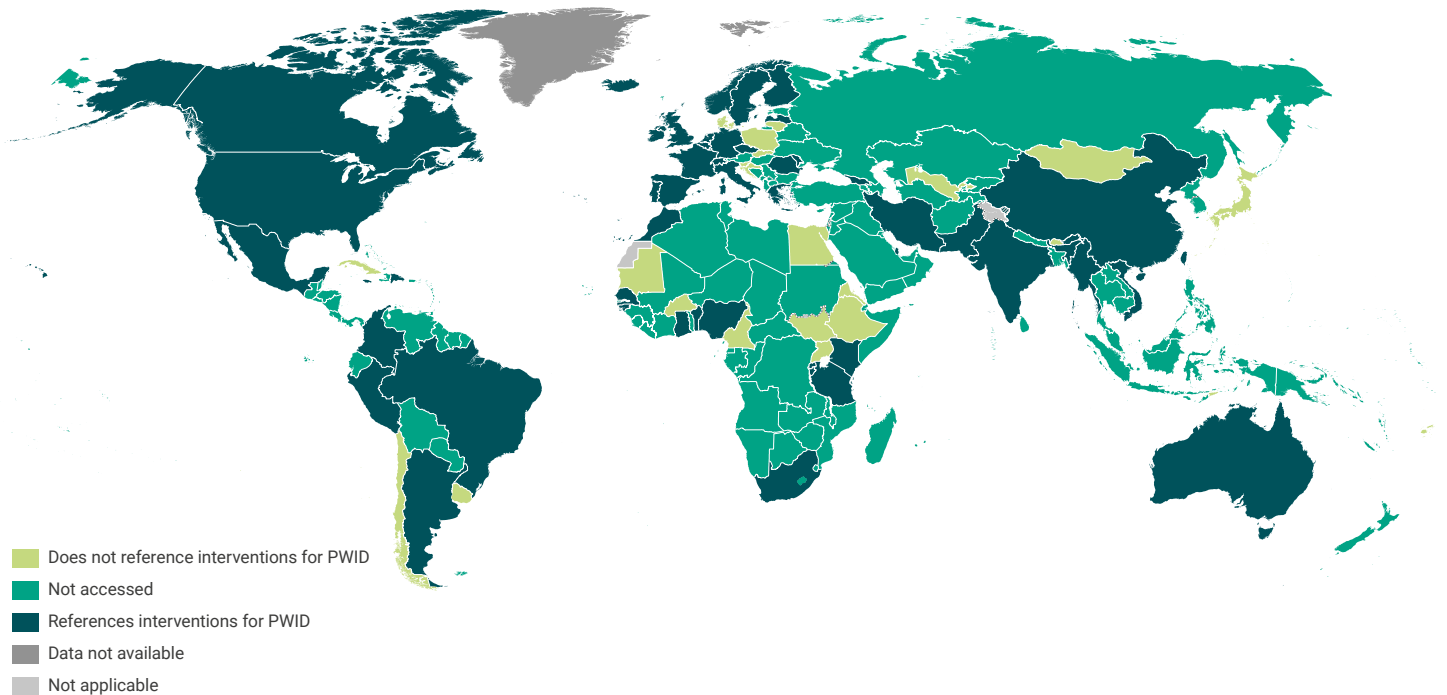 Does not reference interventions for PWID
Not accessed
References interventions for PWID
Data not available
Not applicable